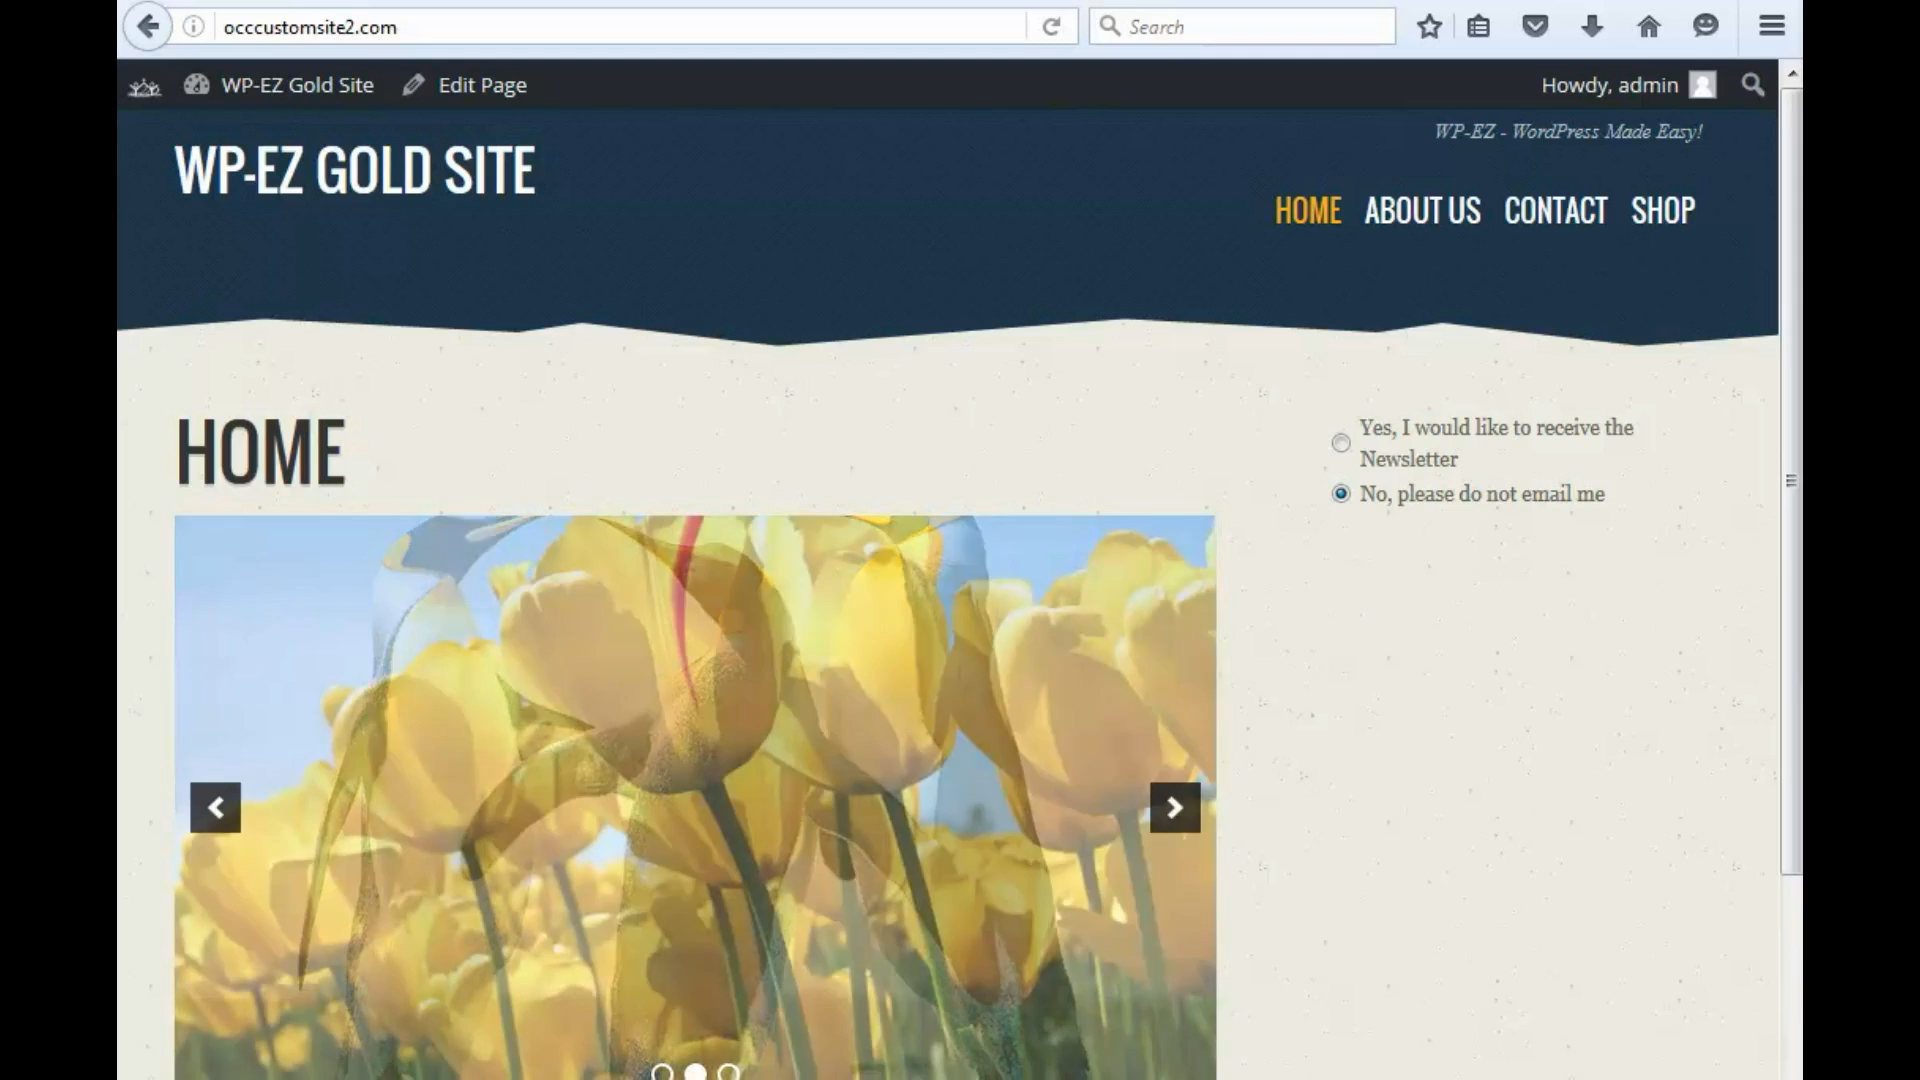 occcustomsite2.com
Search
WP-EZ Gold Site
Edit Page
Howdy, admin
WP-EZ - WordPress Made Easy!
WP-EZ GOLD SITE
HOME
ABOUT US
CONTACT
SHOP
HOME
Yes, I would like to receive the
Newsletter
No, please do not email me